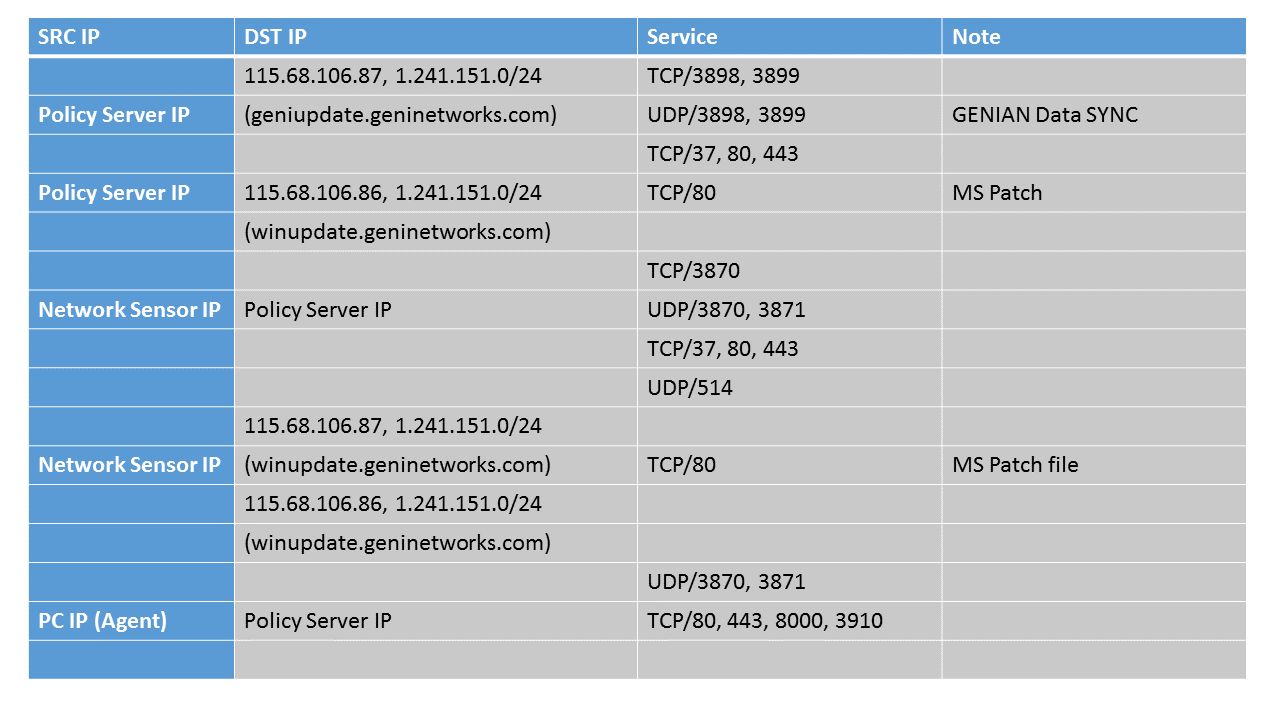 SRC IP DST IP Service Note
115.68.106.87, 1.241.151.0/24 TCP/3898, 3899
Policy Server IP (geniupdate.geninetworks.com) UDP/3898, 3899 GENIAN Data SYNC
TCP/37, 80, 443
Policy Server IP 115.68.106.86, 1.241.151.0/24 TCP/80 MS Patch
(winupdate.geninetworks.com)
TCP/3870
Network Sensor IP Policy Server IP UDP/3870, 3871
TCP/37, 80, 443
UDP/514
115.68.106.87, 1.241.151.0/24
Network Sensor IP (winupdate.geninetworks.com) TCP/80 MS Patch file
115.68.106.86, 1.241.151.0/24
(winupdate.geninetworks.com)
UDP/3870, 3871
PC IP (Agent) Policy Server IP TCP/80, 443, 8000, 3910